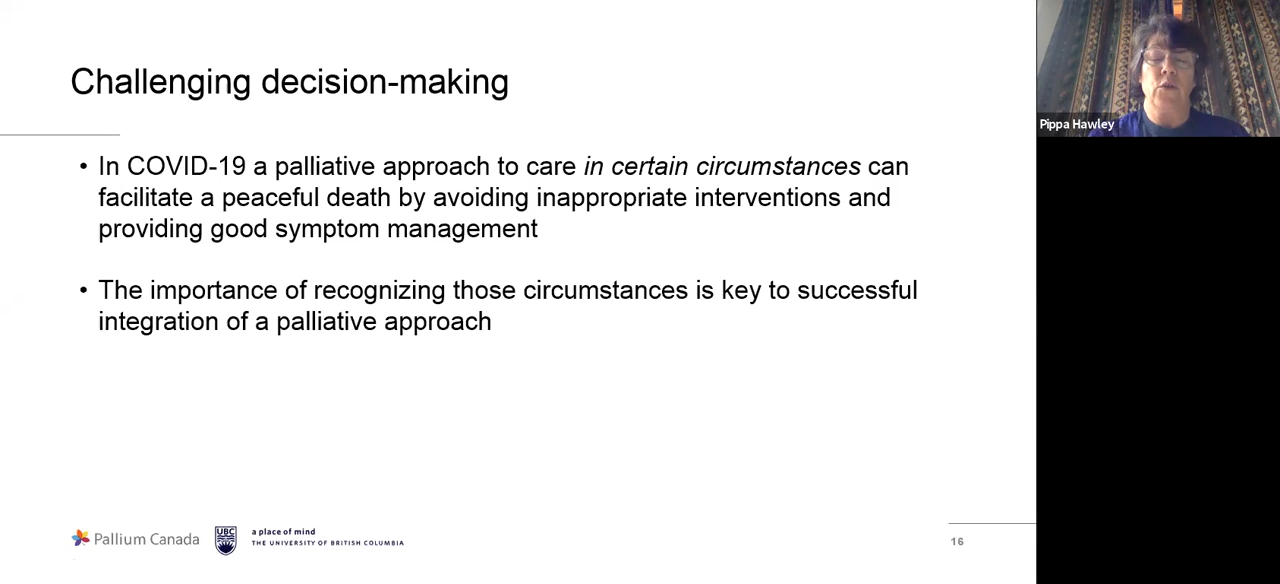 Challenging decision-making
• In COVID-19 a palliative approach to care in certain circumstances can
facilitate a peaceful death by avoiding inappropriate interventions and
providing good symptom management
• The importance of recognizing those circumstances is key to successful
integration of a palliative approach
Pallium Canada
UBC
a place of mind
THE UNIVERSITY OF BRITISH COLUMBIA
16
Pippa Hawley